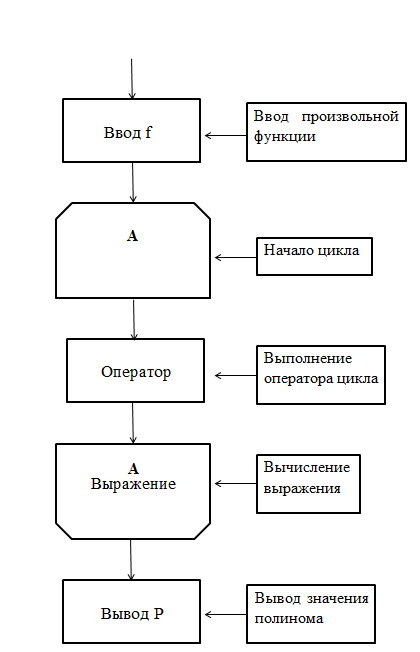 Ввод f
Ввод произвольной
функции
А
Начало цикла
Оператор
Выполнение
оператора цикла
А
Выражение
Вычисление
выражения
Вывод P
Вывод значения
полинома